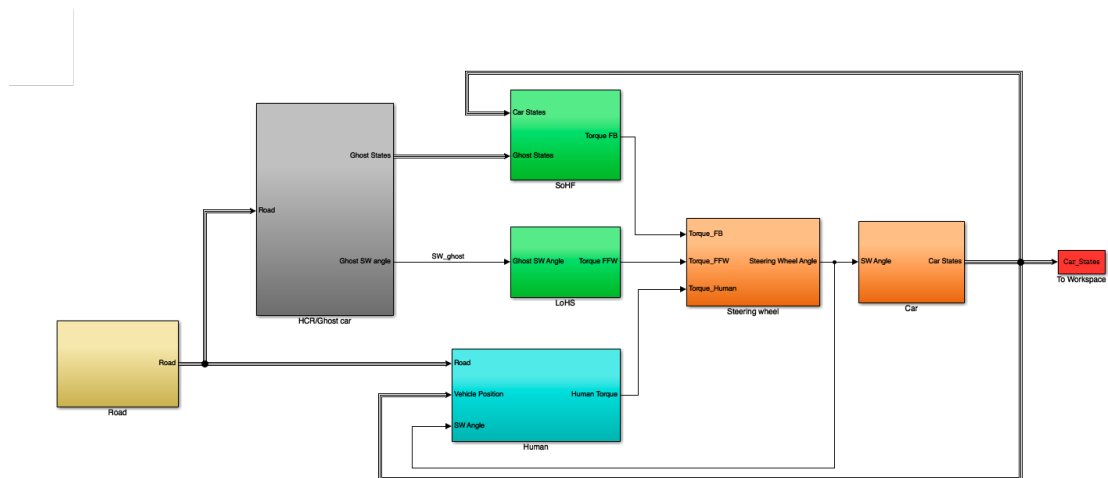 Car States
Torque FB
Ghost States
SoHF
Road
Ghost States
Ghost SW angle
HCR/Ghost car
SW_ghost
Ghost SW Angle
Torque FFW
LoHS
Torque_FB
Torque_FFW
Torque_Human
Steering Wheel Angle
Steering wheel
SW Angle
Car States
Car
Car_States
To Workspace
Road
Road
Road
Vehicle Position
SW Angle
Human Torque
Human